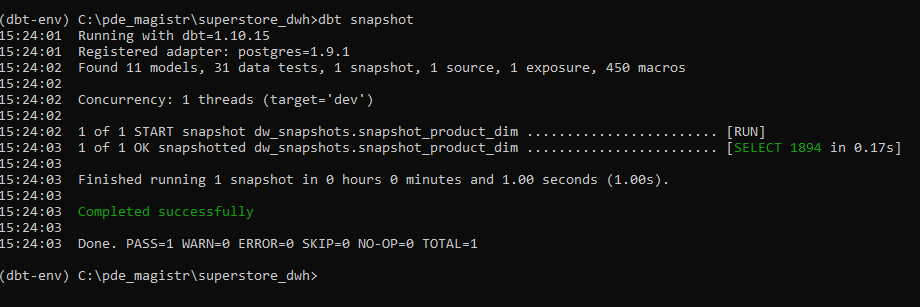 (dbt-env) C:\pde_magistr\superstore_dwh>dbt snapshot
15:24:01  Running with dbt=1.10.15
15:24:01  Registered adapter: postgres=1.9.1
15:24:02  Found 11 models, 31 data tests, 1 snapshot, 1 source, 1 exposure, 450 macros
15:24:02
15:24:02  Concurrency: 1 threads (target='dev')
15:24:02
15:24:02  1 of 1 START snapshot dw_snapshots.snapshot_product_dim ........................ [RUN]
15:24:03  1 of 1 OK snapshotted dw_snapshots.snapshot_product_dim ........................ [SELECT 1894 in 0.17s]
15:24:03
15:24:03  Finished running 1 snapshot in 0 hours 0 minutes and 1.00 seconds (1.00s).
15:24:03
15:24:03  Completed successfully
15:24:03
15:24:03  Done. PASS=1 WARN=0 ERROR=0 SKIP=0 NO-OP=0 TOTAL=1
(dbt-env) C:\pde_magistr\superstore_dwh>